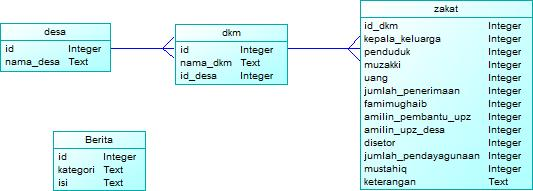 desa
id Integer
nama_desa Text
dkm
id Integer
nama_dkm Text
id_desa Integer
zakat
id_dkm Integer
kepala_keluarga Integer
penduduk Integer
muzakki Integer
uang Integer
jumlah_penerimaan Integer
famimughaib Integer
amilin_pembantu_upz Integer
amilin_upz_desa Integer
disetor Integer
jumlah_pendayagunaan Integer
mustahiq Integer
keterangan Text
Berita
id Integer
kategori Text
isi Text